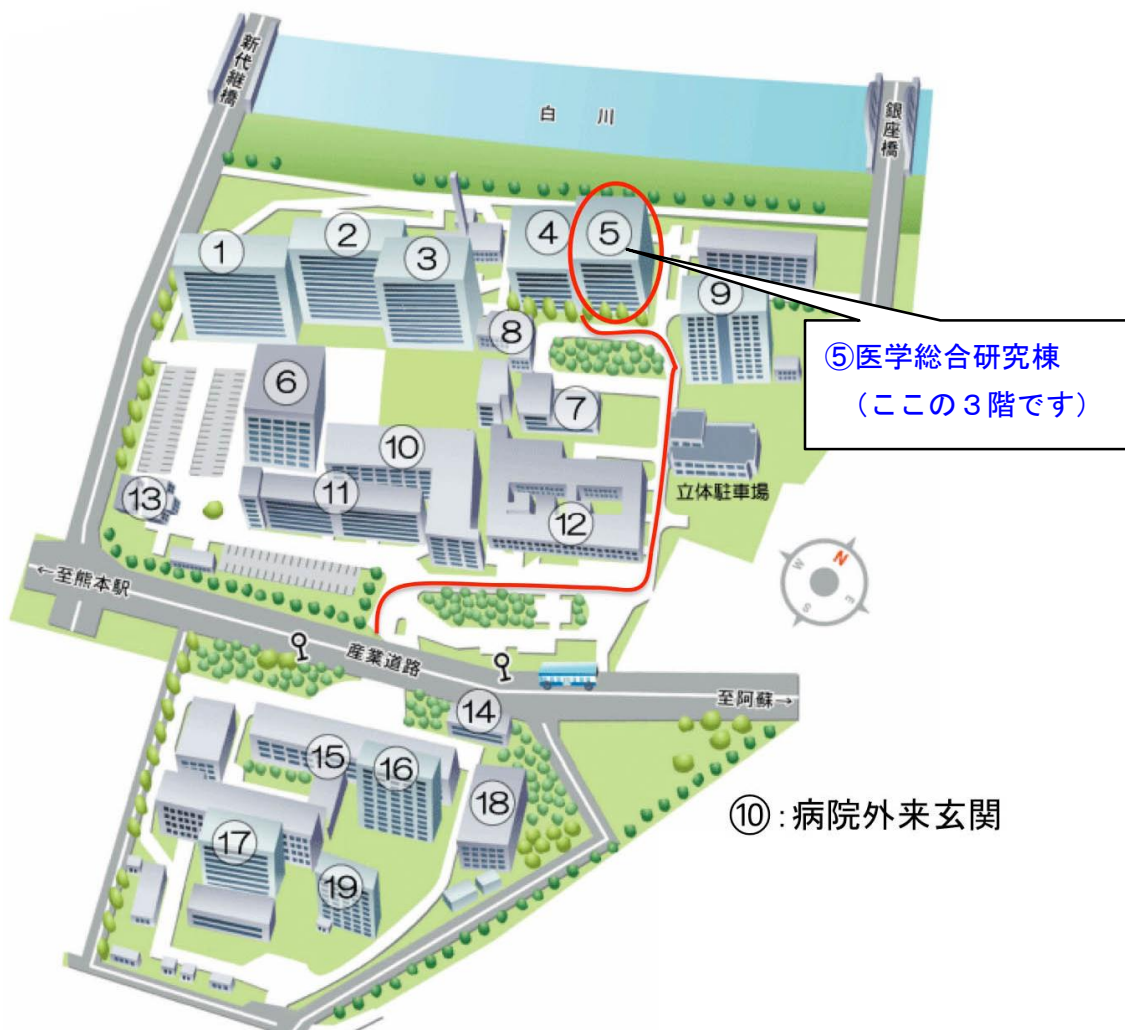 新代継橋
白川
銀座橋
①
②
③
④
⑤
⑨
⑧
⑤医学総合研究棟
（ここの３階です）
⑥
⑦
⑩
⑪
⑫
⑬
立体駐車場
N
W
E
S
←至熊本駅
産業道路
至阿蘇→
⑭
⑮
⑯
⑱
⑰
⑲
⑩：病院外来玄関